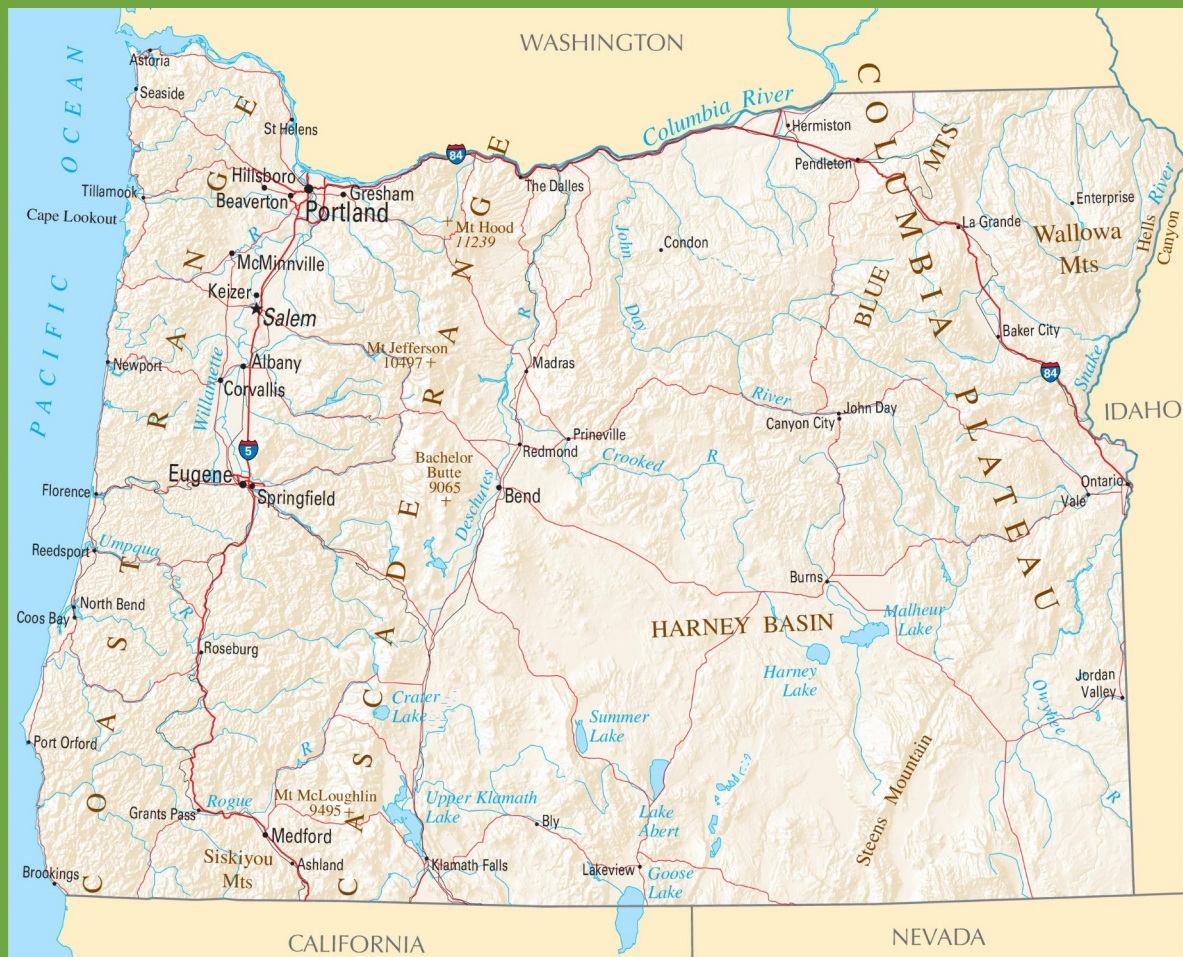 WASHINGTON
PACIFIC OCEAN
Astoria
Seaside
St Helens
Columbia River
COLUMBIA PLATEAU
Hermiston
Pendleton
84
Hillsboro
Beaverton
Portland
Gresham
The Dalles
Tillamook
Cape Lookout
Mt Hood
11239
John Day
River
Condon
BLUE
MTS
La Grande
Enterprise
Wallowa
Mts
Hells
Canyon
Snake
River
R
McMinnville
Keizer
Salem
COAST RANGE
CASCADE RANGE
R
Mt Jefferson
10497
Madras
Baker City
84
Newport
Albany
Corvallis
Willamette
IDAHO
John Day
Canyon City
Prineville
Redmond
Crooked
R
5
Bachelor
Butte
9065
Eugene
Springfield
Deschutes
Bend
Florence
Ontario
Vale
Reedsport
Umpqua
R
Burns
North Bend
Coos Bay
HARNEY BASIN
Malheur
Lake
Harney
Lake
Roseburg
Jordan
Valley
Owyhee
R
Crater
Lake
Summer
Lake
Port Orford
R
Steens Mountain
Mt McLoughlin
9495
Upper Klamath
Lake
Grants Pass
Rogue
Lake
Abert
Bly
Medford
Siskiyou
Mts
Ashland
Klamath Falls
Lakeview
Goose
Lake
Brookings
CALIFORNIA
NEVADA